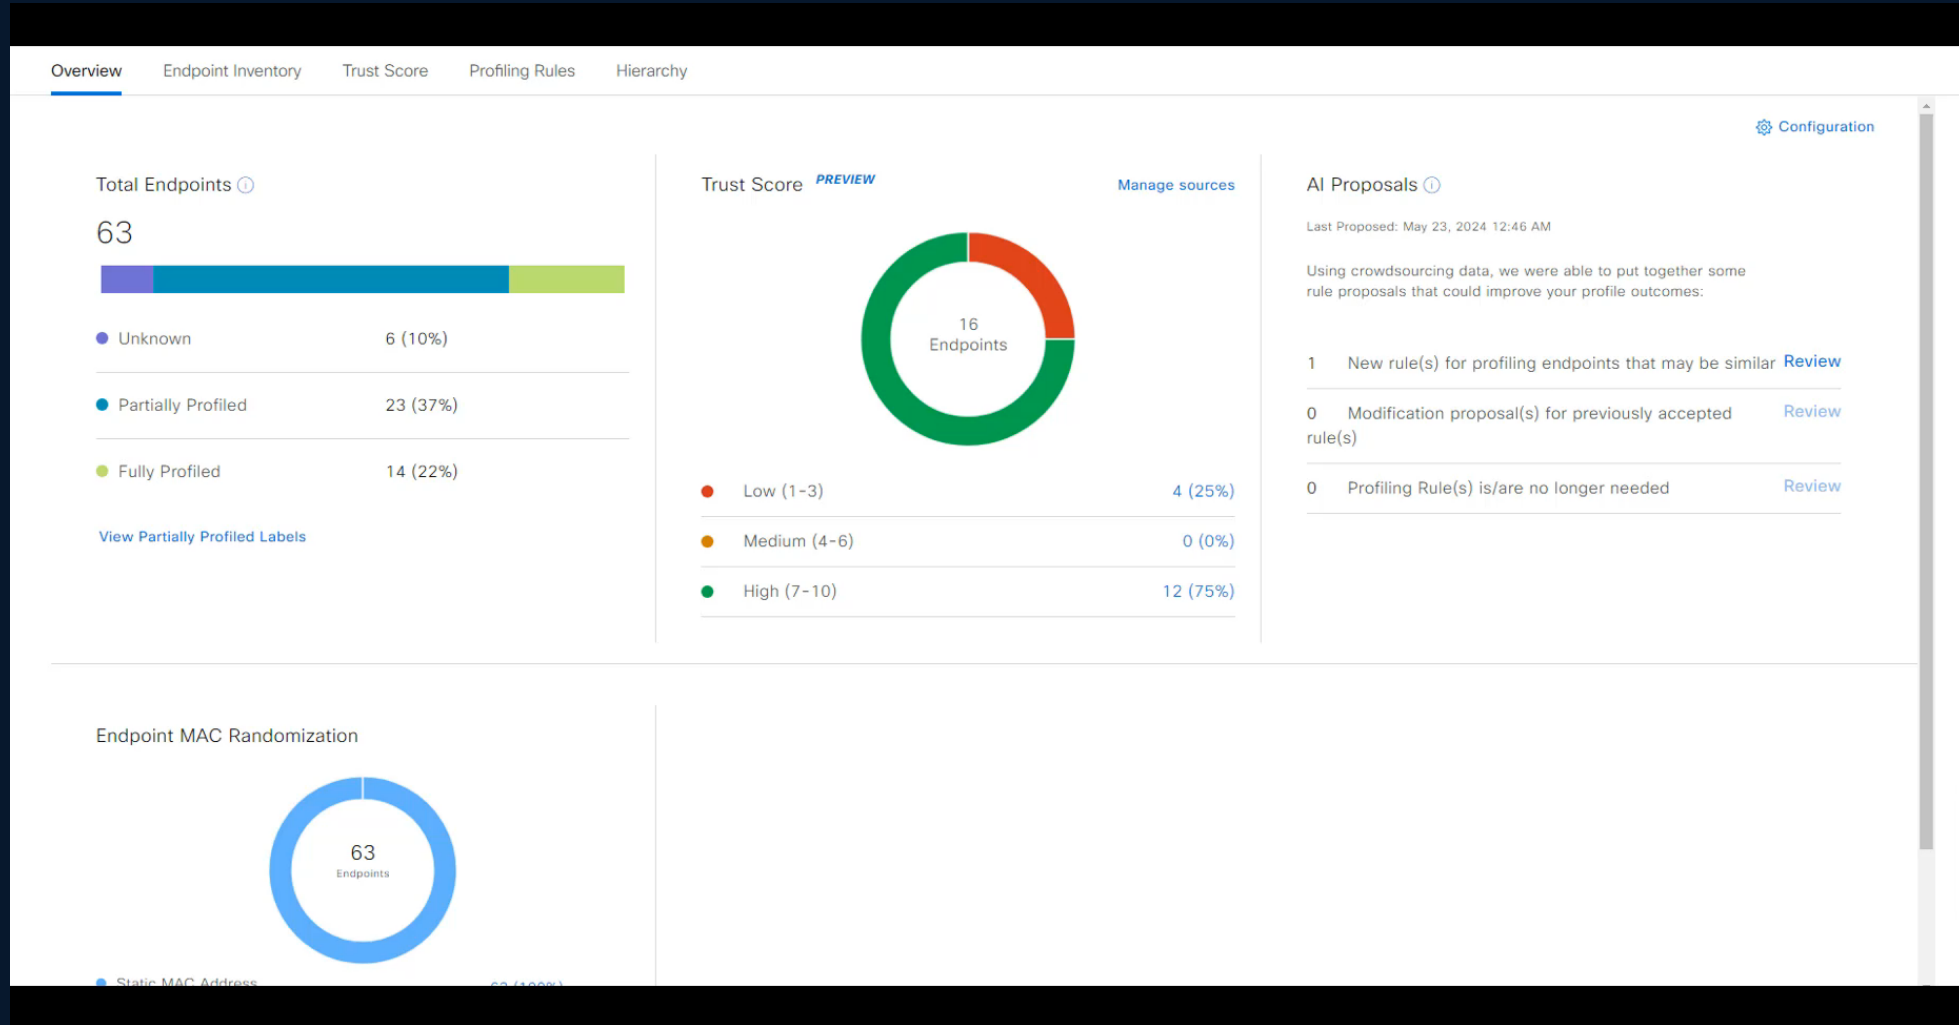 Overview Endpoint Inventory Trust Score Profiling Rules Hierarchy
Configuration
Total Endpoints
63
Unknown 6 (10%)
Partially Profiled 23 (37%)
Fully Profiled 14 (22%)
View Partially Profiled Labels
Trust Score PREVIEW Manage sources
16
Endpoints
Low (1-3) 4 (25%)
Medium (4-6) 0 (0%)
High (7-10) 12 (75%)
AI Proposals
Last Proposed: May 23, 2024 12:46 AM
Using crowdsourcing data, we were able to put together some
rule proposals that could improve your profile outcomes:
1 New rule(s) for profiling endpoints that may be similar Review
0 Modification proposal(s) for previously accepted Review
rule(s)
0 Profiling Rule(s) is/are no longer needed Review
Endpoint MAC Randomization
63
Endpoints
Static MAC Address 63 (100%)